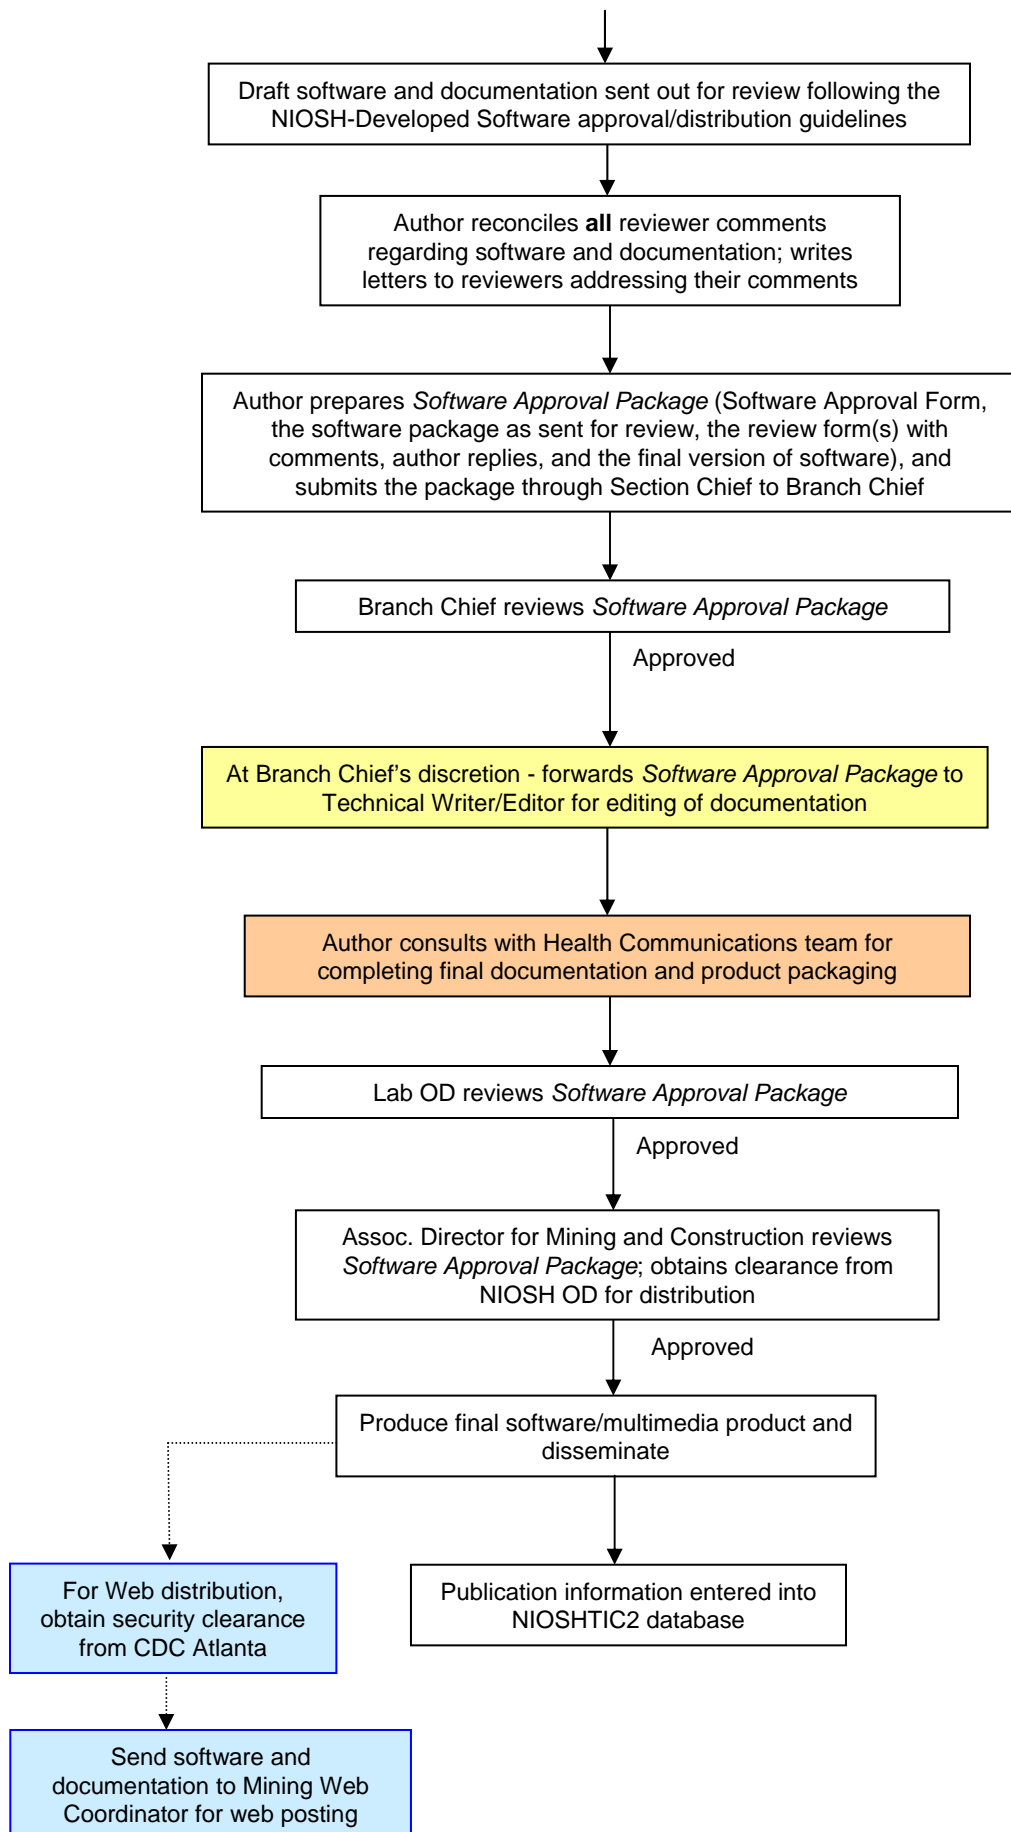 Draft software and documentation sent out for review following the
NIOSH-Developed Software approval/distribution guidelines
Author reconciles all reviewer comments
regarding software and documentation; writes
letters to reviewers addressing their comments
Author prepares Software Approval Package (Software Approval Form,
the software package as sent for review, the review form(s) with
comments, author replies, and the final version of software), and
submits the package through Section Chief to Branch Chief
Branch Chief reviews Software Approval Package
Approved
At Branch Chief's discretion - forwards Software Approval Package to
Technical Writer/Editor for editing of documentation
Author consults with Health Communications team for
completing final documentation and product packaging
Lab OD reviews Software Approval Package
Approved
Assoc. Director for Mining and Construction reviews
Software Approval Package; obtains clearance from
NIOSH OD for distribution
Approved
Produce final software/multimedia product and
disseminate
For Web distribution,
obtain security clearance
from CDC Atlanta
Publication information entered into
NIOSHTIC2 database
Send software and
documentation to Mining Web
Coordinator for web posting